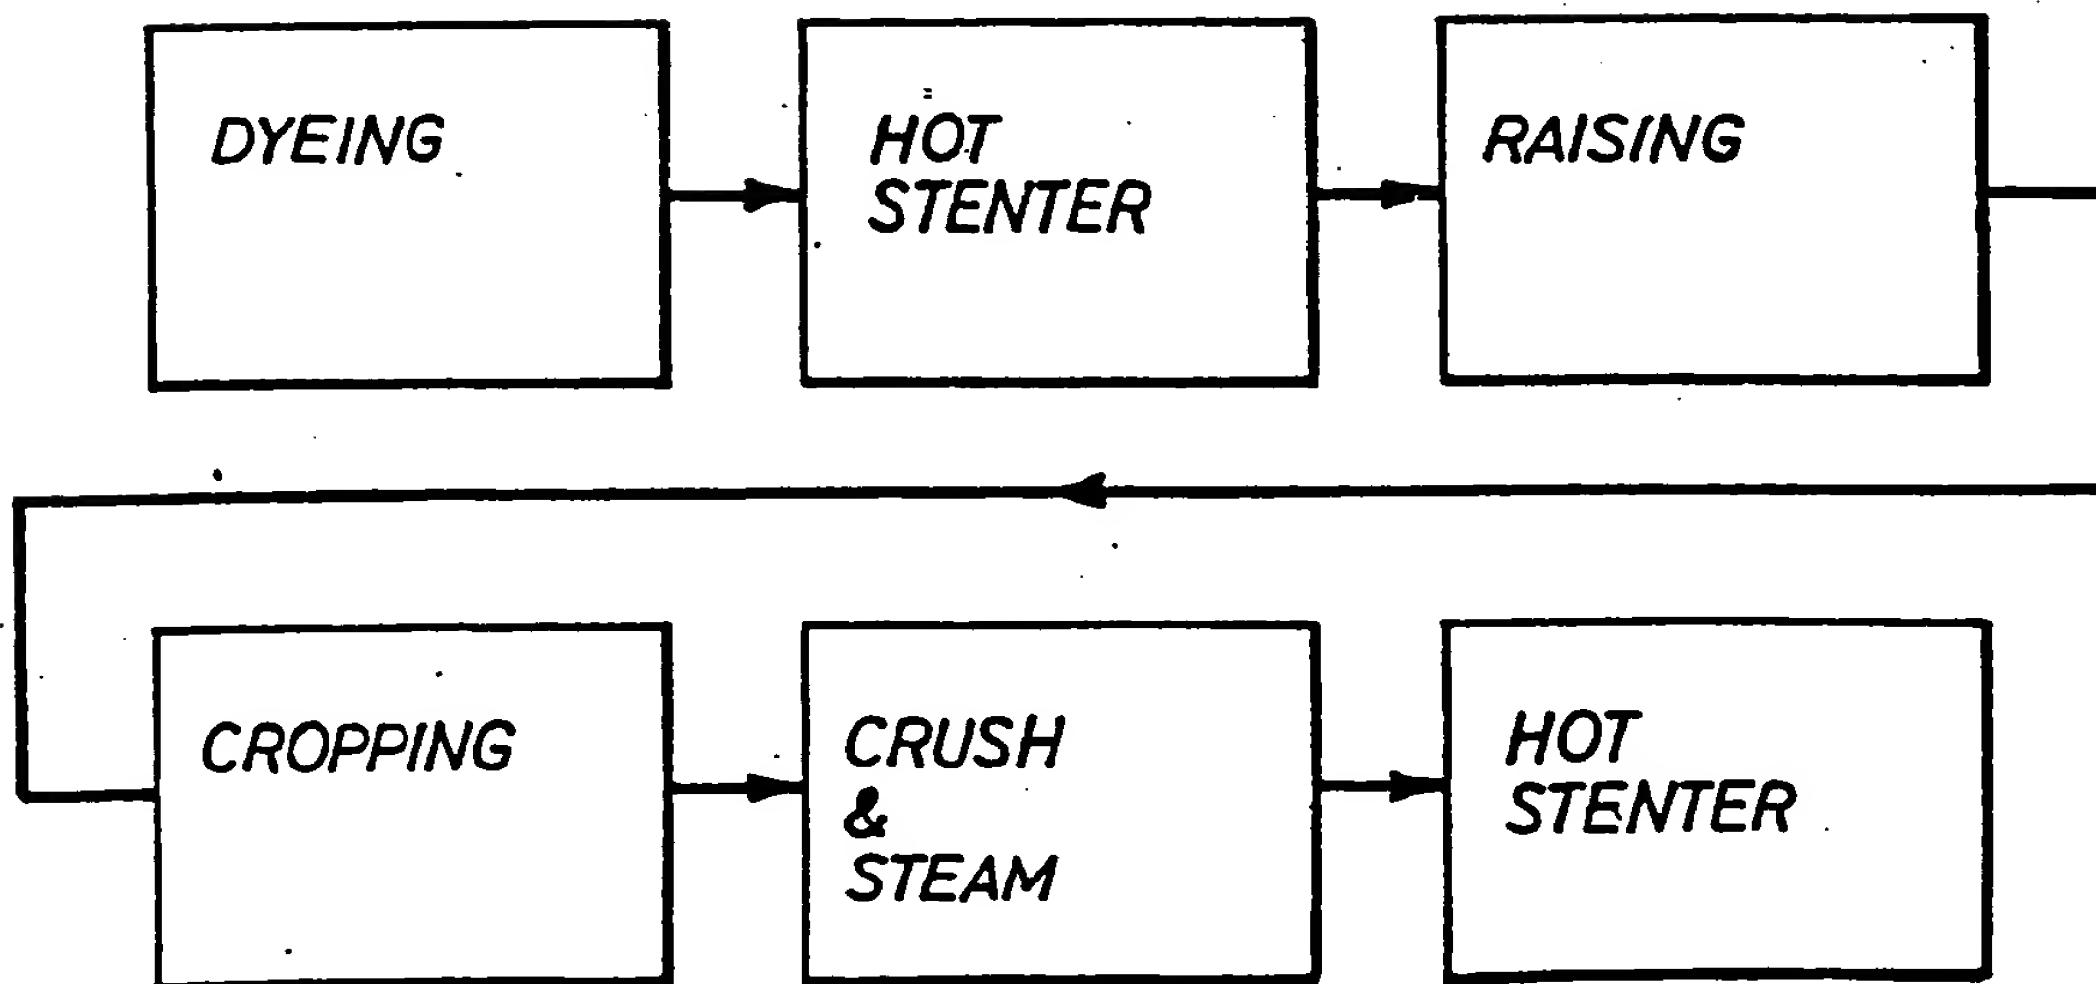 DYEING
HOT
STENTER
RAISING
CROPPING
CRUSH
&
STEAM
HOT
STENTER